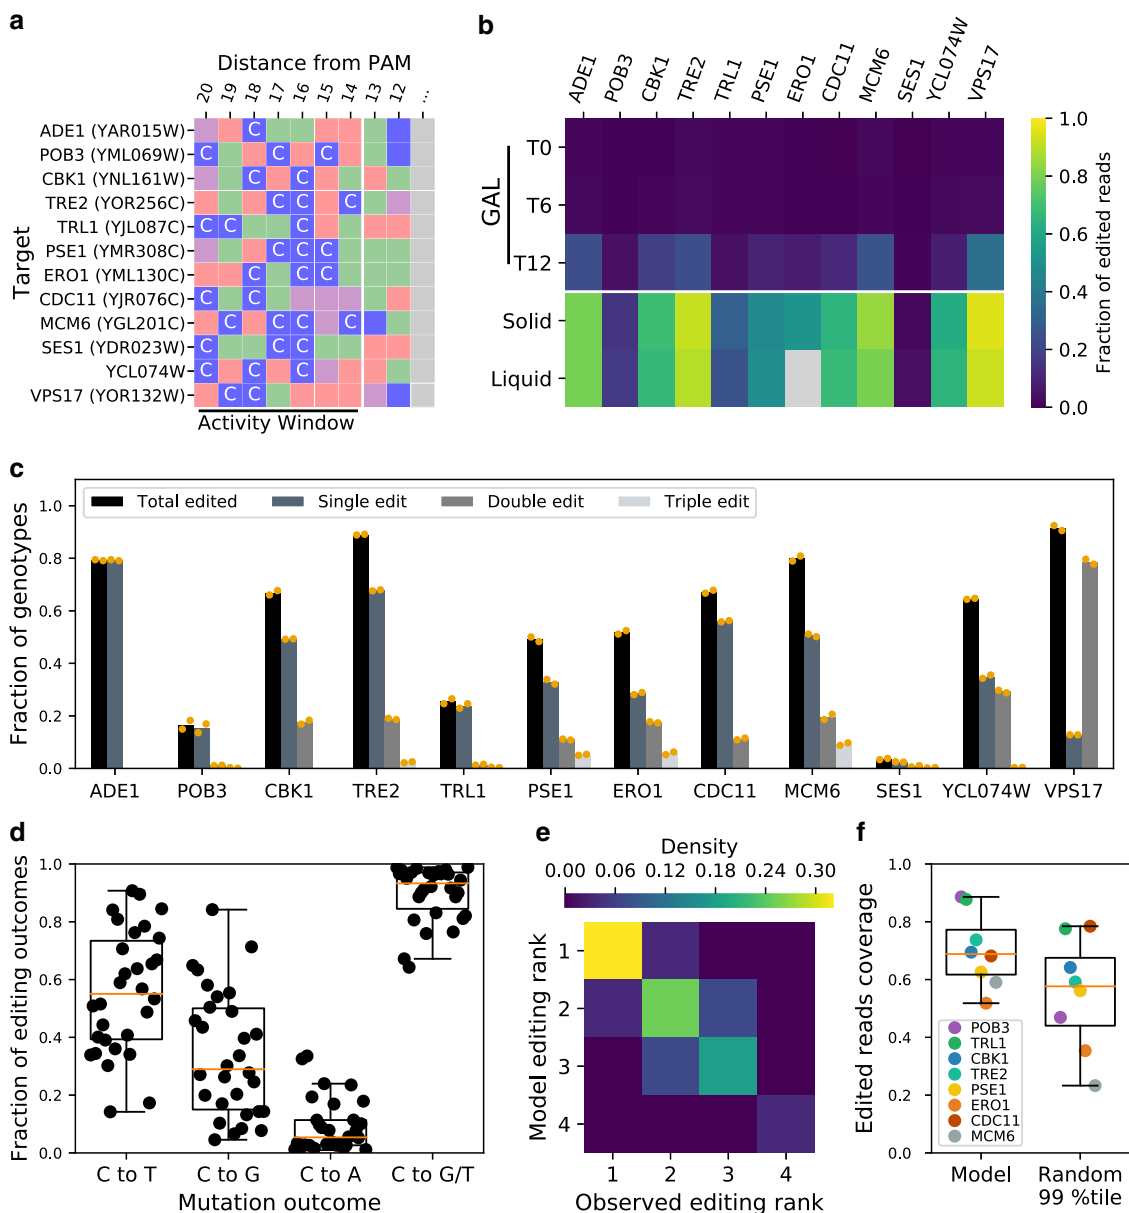 a
Distance from PAM
20 19 18 17 16 15 14 13 12 ...
Target
ADE1 (YAR015W) C
POB3 (YML069W) C C C
CBK1 (YNL161W) C C
TRE2 (YOR256C) C C C
TRL1 (YJL087C) C C C
PSE1 (YMR308C) C C C
ERO1 (YML130C) C C C
CDC11 (YJR076C) C C
MCM6 (YGL201C) C C C C
SES1 (YDR023W) C C C
YCL074W C C C
VPS17 (YOR132W) C C
Activity Window
b
ADE1 POB3 CBK1 TRE2 TRL1 PSE1 ERO1 CDC11 MCM6 SES1 YCL074W VPS17
GAL
T0
T6
T12
Solid
Liquid
1.0
0.8
0.6
0.4
0.2
0.0
Fraction of edited reads
c
Total edited Single edit Double edit Triple edit
Fraction of genotypes
1.0
0.8
0.6
0.4
0.2
0.0
ADE1 POB3 CBK1 TRE2 TRL1 PSE1 ERO1 CDC11 MCM6 SES1 YCL074W VPS17
d
Fraction of editing outcomes
1.0
0.8
0.6
0.4
0.2
0.0
C to T C to G C to A C to G/T
Mutation outcome
e
Density
0.00 0.06 0.12 0.18 0.24 0.30
Model editing rank
1
2
3
4
1 2 3 4
Observed editing rank
f
Edited reads coverage
1.0
0.8
0.6
0.4
0.2
0.0
POB3
TRL1
CBK1
TRE2
PSE1
ERO1
CDC11
MCM6
Model Random
99 %tile